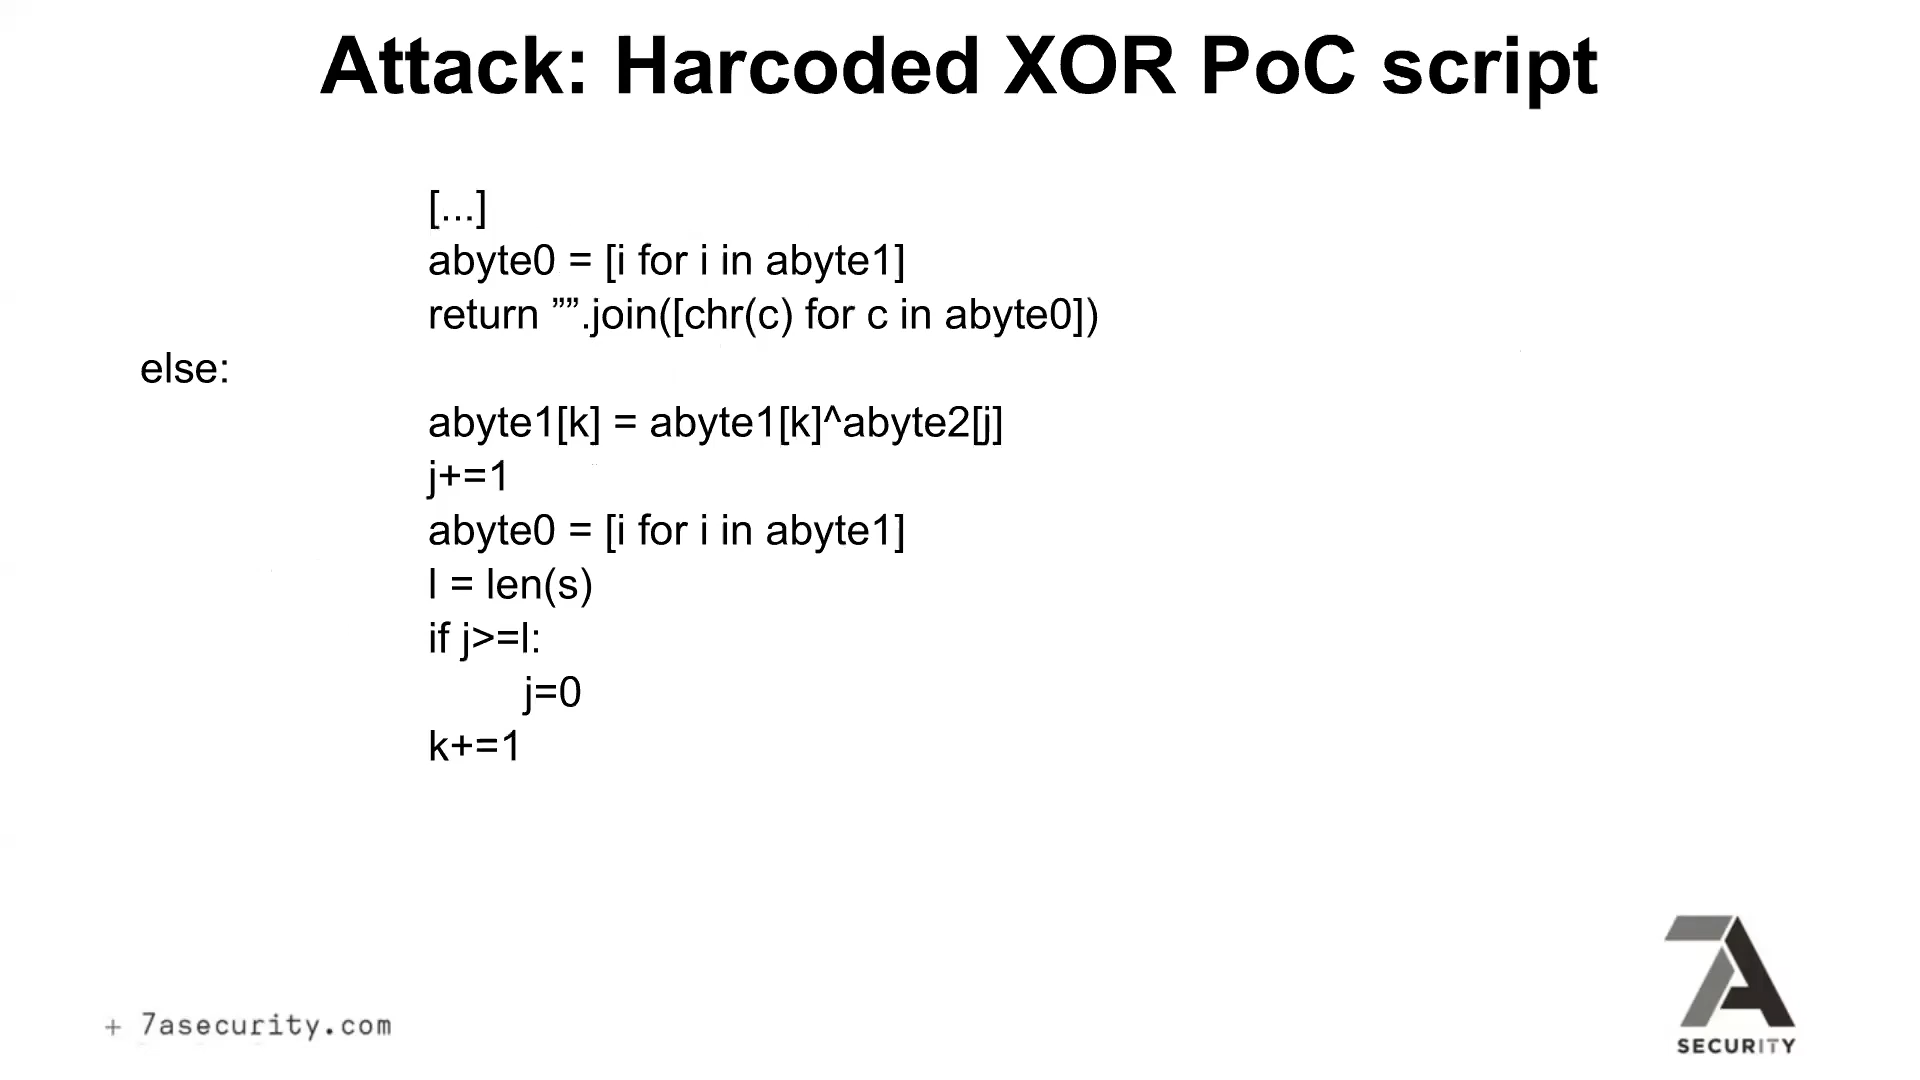 Attack: Harcoded XOR PoC script
[...]
abyte0 = [i for i in abyte1]
return ””.join([chr(c) for c in abyte0])
else:
abyte1[k] = abyte1[k]^abyte2[j]
j+=1
abyte0 = [i for i in abyte1]
l = len(s)
if j>=l:
j=0
k+=1
+ 7asecurity.com
7A
SECURITY